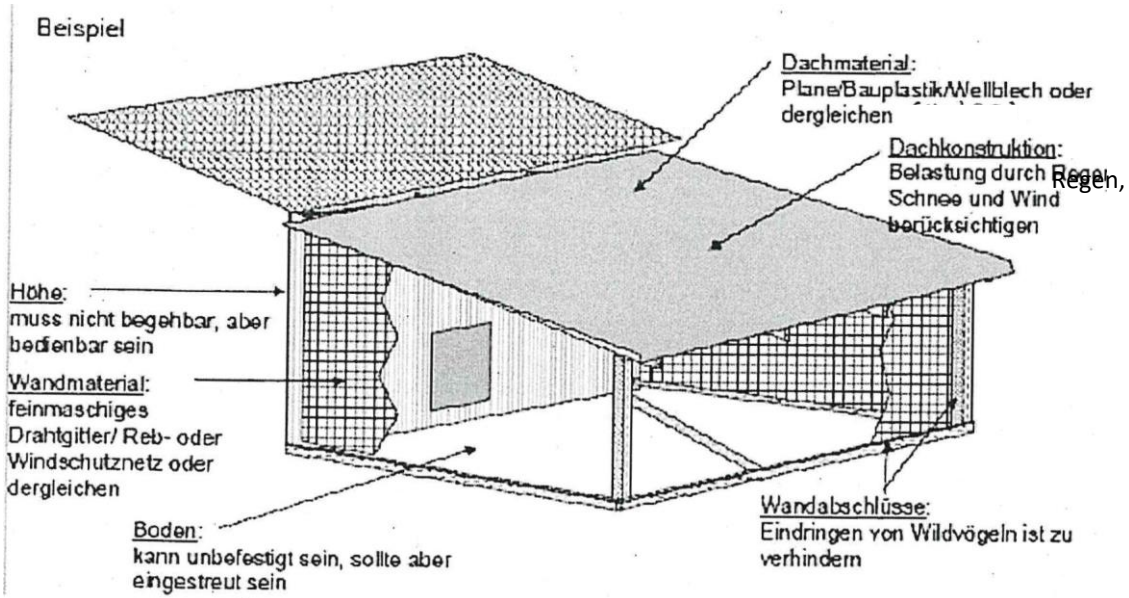 Beispiel
Dachmaterial:
Plane/Bauplastik/Wellblech oder
dergleichen
Dachkonstruktion:
Belastung durch Regen,
Schnee und Wind
berücksichtigen
Höhe:
muss nicht begehbar, aber
bedienbar sein
Wandmaterial:
feinmaschiges
Drahtgitter/ Reb- oder
Windschutznetz oder
dergleichen
Boden:
kann unbefestigt sein, sollte aber
eingestreut sein
Wandabschlüsse:
Eindringen von Wildvögeln ist zu
verhindern